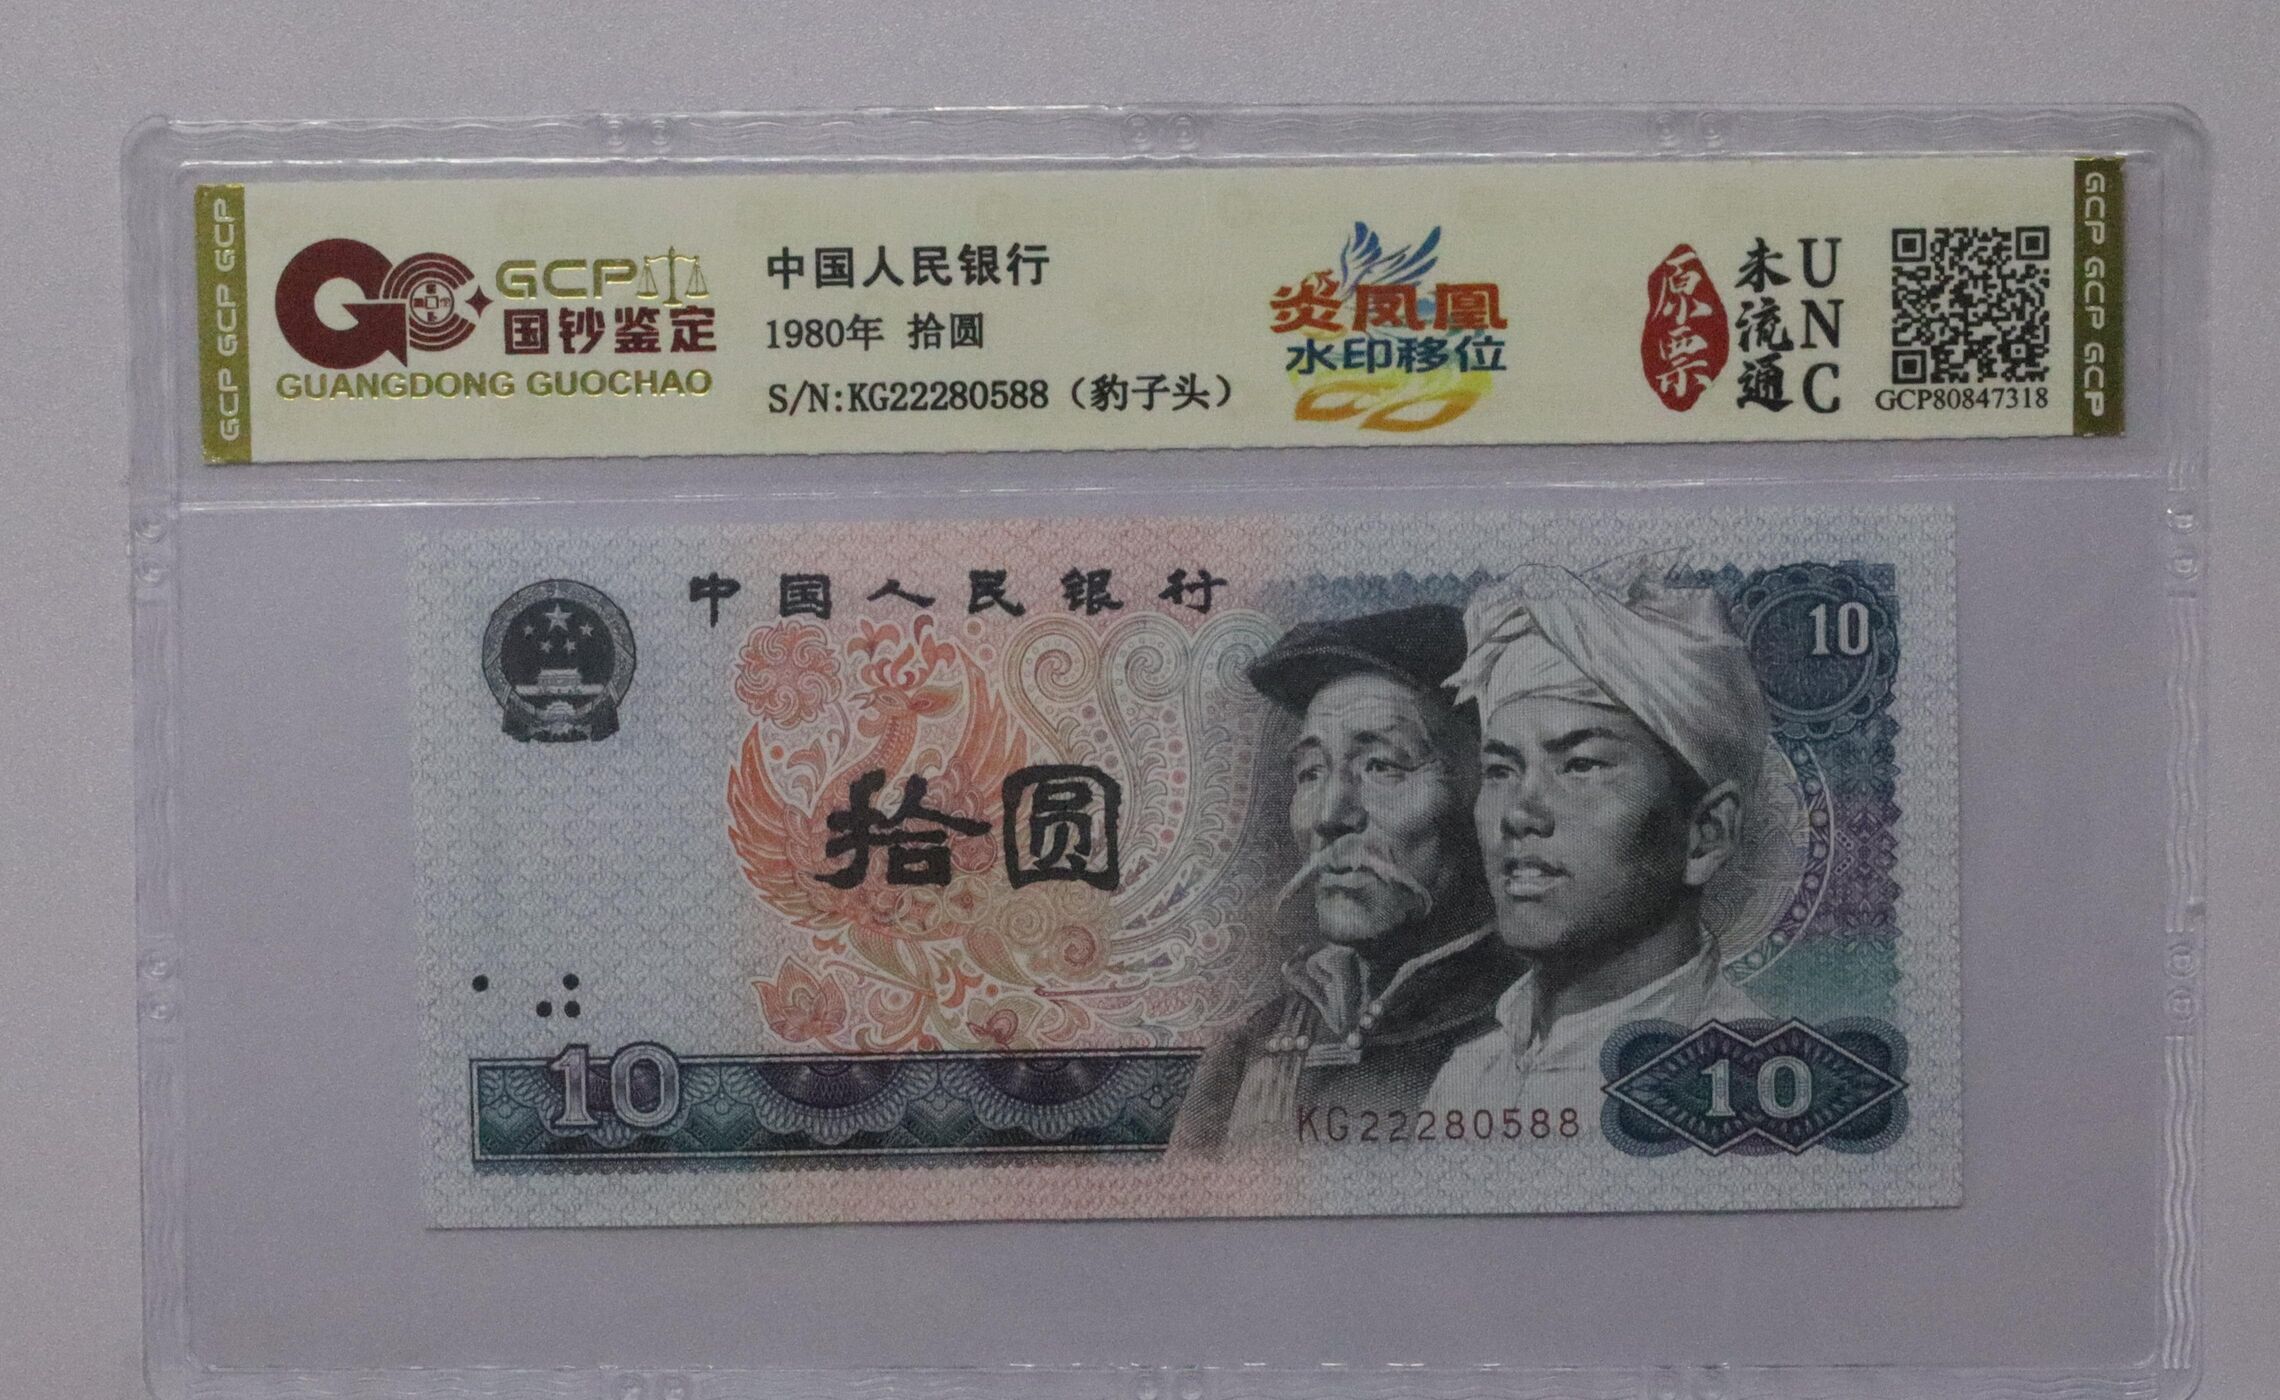 GCP GCP GCP
GCP
国钞鉴定
GUANGDONG GUOCHAO
中国人民银行
1980年 拾圆
S/N:KG22280588（豹子头）
炎凤凰
水印移位
原票
未流通
UNC
GCP80847318
GCP GCP GCP
中国人民银行
10
拾圆
10
KG22280588
10